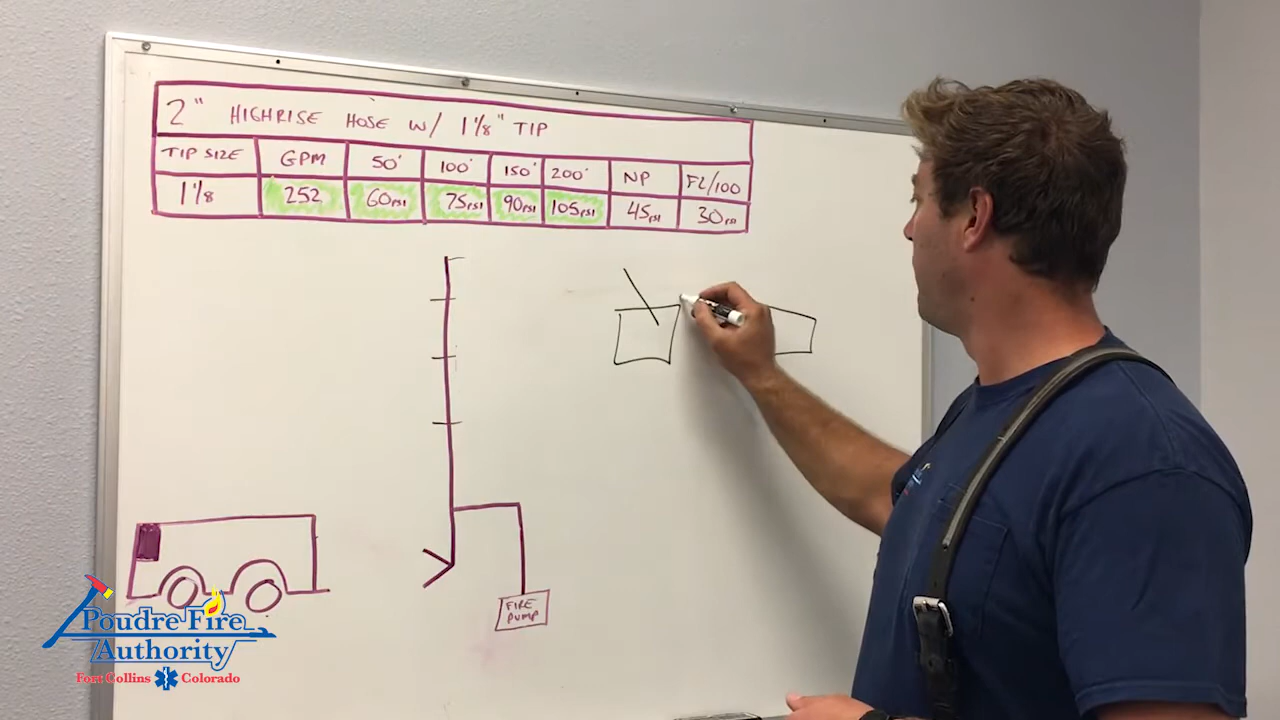 2" HIGHRISE HOSE W/ 1 1/8" TIP
TIP SIZE GPM 50' 100' 150' 200' NP FL/100
1 1/8 252 60PSI 75PSI 90PSI 105PSI 45PSI 30PSI
FIRE
PUMP
Poudre Fire
Authority
Fort Collins Colorado